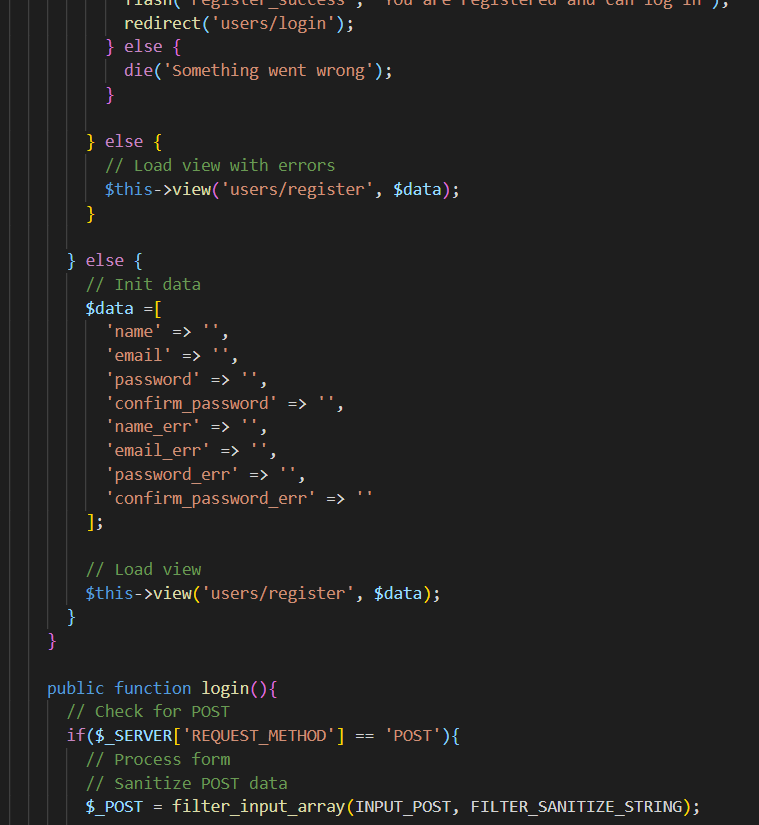 flash('register_success', 'You are registered and can log in');
redirect('users/login');
} else {
die('Something went wrong');
}
} else {
// Load view with errors
$this->view('users/register', $data);
}
} else {
// Init data
$data =[
'name' => '',
'email' => '',
'password' => '',
'confirm_password' => '',
'name_err' => '',
'email_err' => '',
'password_err' => '',
'confirm_password_err' => ''
];
// Load view
$this->view('users/register', $data);
}
}
public function login(){
// Check for POST
if($_SERVER['REQUEST_METHOD'] == 'POST'){
// Process form
// Sanitize POST data
$_POST = filter_input_array(INPUT_POST, FILTER_SANITIZE_STRING);